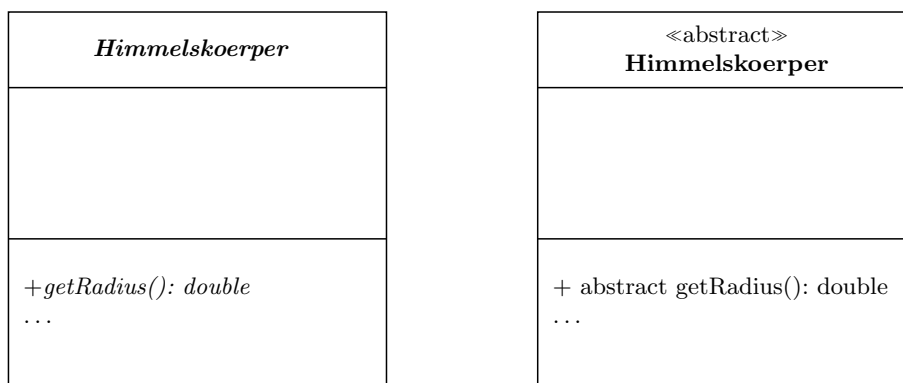 Himmelskoerper
+getRadius(): double
...
≪abstract≫
Himmelskoerper
+ abstract getRadius(): double
...